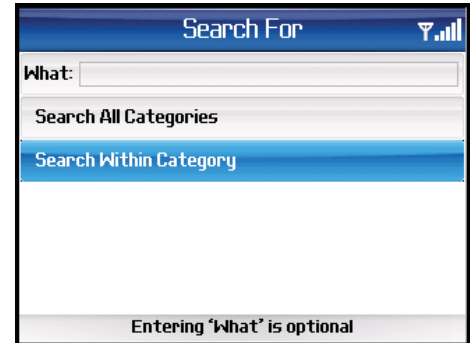 Search For
What:
Search All Categories
Search Within Category
Entering 'What' is optional